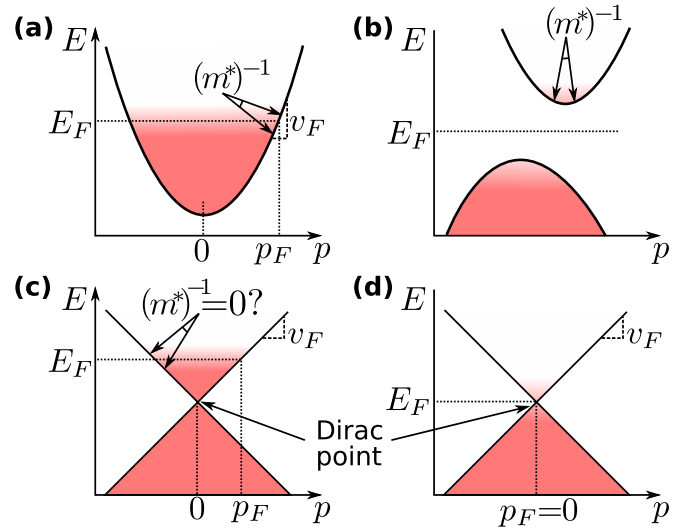 (a)
E
(m*)⁻¹
E_F
v_F
0
p_F
p
(b)
E
(m*)⁻¹
E_F
p
(c)
E
(m*)⁻¹=0?
v_F
E_F
0
p_F
p
(d)
E
v_F
E_F
p_F=0
p
Dirac
point